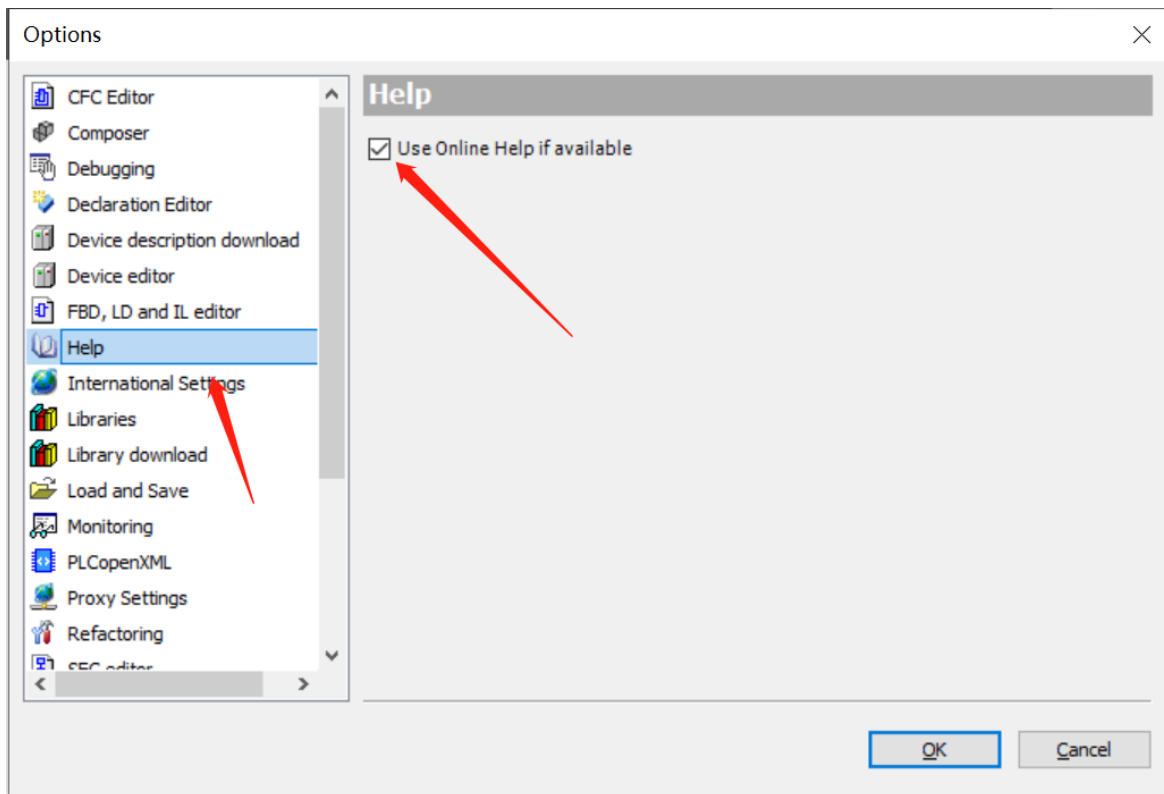 Options
CFC Editor
Composer
Debugging
Declaration Editor
Device description download
Device editor
FBD, LD and IL editor
Help
International Settings
Libraries
Library download
Load and Save
Monitoring
PLCopenXML
Proxy Settings
Refactoring
SFC editor
Help
Use Online Help if available
OK
Cancel